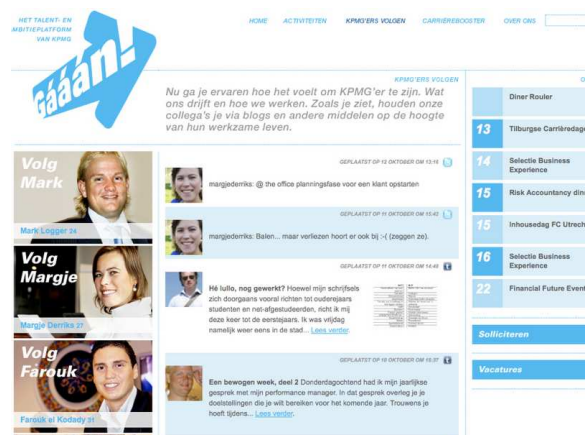 HET TALENT- EN
MBITIEPLATFORM
VAN KPMG
Gááán!
HOME
ACTIVITEITEN
KPMG'ERS VOLGEN
CARRIÈREBOOSTER
OVER ONS
KPMG'ERS VOLGEN
Nu ga je ervaren hoe het voelt om KPMG'er te zijn. Wat
ons drijft en hoe we werken. Zoals je ziet, houden onze
collega's je via blogs en andere middelen op de hoogte
van hun werkzame leven.
Volg
Mark
Mark Logger 24
Volg
Margje
Margje Derriks 27
Volg
Farouk
Farouk el Kodady 31
GEPLAATST OP 12 OKTOBER OM 13:15
margjederriks: @ the office planningsfase voor een klant opstarten
GEPLAATST OP 11 OKTOBER OM 15:43
margjederriks: Balen... maar verliezen hoort er ook bij :-( (zeggen ze).
GEPLAATST OP 11 OKTOBER OM 14:49
Hé lullo, nog gewerkt? Hoewel mijn schrijfsels
zich doorgaans vooral richten tot ouderejaars
studenten en net-afgestudeerden, richt ik mij
deze keer tot de eerstejaars. Ik was vrijdag
namelijk weer eens in de stad... Lees verder.
GEPLAATST OP 10 OKTOBER OM 16:37
Een bewogen week, deel 2 Donderdagochtend had ik mijn jaarlijkse
gesprek met mijn performance manager. In dat gesprek overleg je je
doelstellingen die je wilt bereiken voor het komende jaar. Trouwens je
hoeft tijdens... Lees verder.
Diner Rouler
13 Tilburgse Carrièredage
14 Selectie Business
Experience
15 Risk Accountancy din
15 Inhousedag FC Utrech
16 Selectie Business
Experience
22 Financial Future Event
Solliciteren
Vacatures